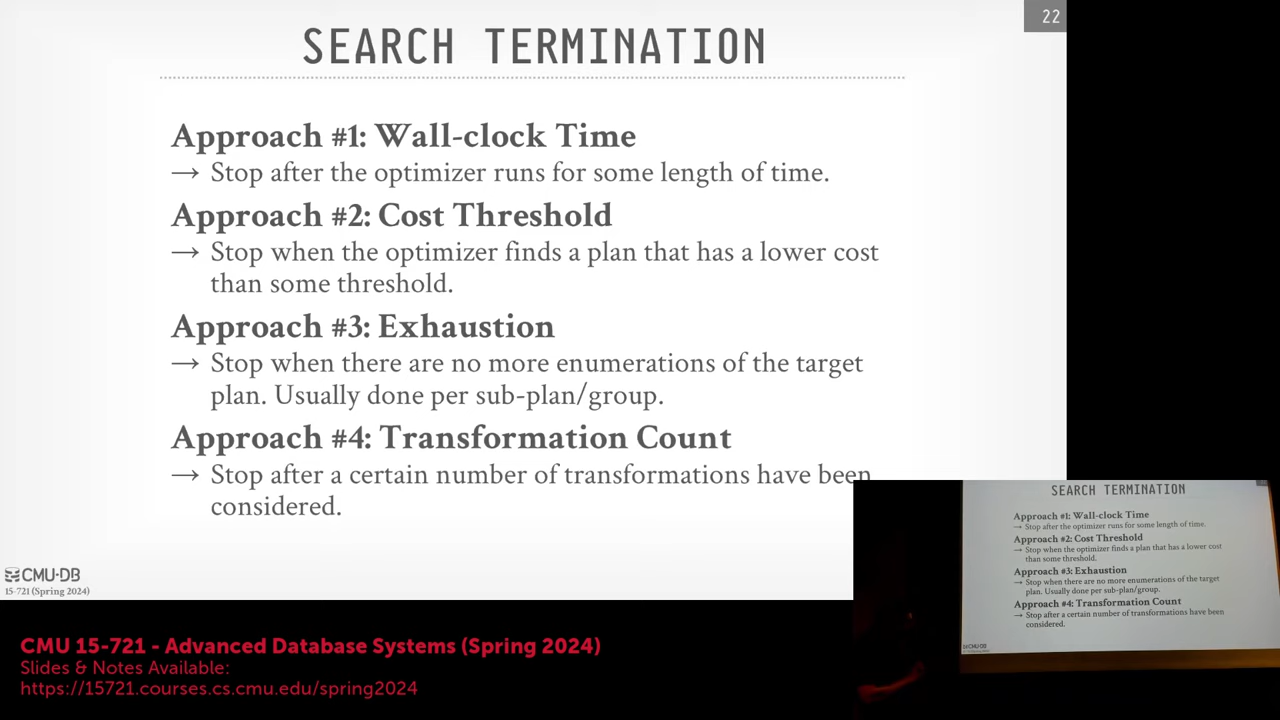 22
SEARCH TERMINATION
Approach #1: Wall-clock Time
→ Stop after the optimizer runs for some length of time.
Approach #2: Cost Threshold
→ Stop when the optimizer finds a plan that has a lower cost
than some threshold.
Approach #3: Exhaustion
→ Stop when there are no more enumerations of the target
plan. Usually done per sub-plan/group.
Approach #4: Transformation Count
→ Stop after a certain number of transformations have been
considered.
CMU·DB
15-721 (Spring 2024)
SEARCH TERMINATION
Approach #1: Wall-clock Time
→ Stop after the optimizer runs for some length of time.
Approach #2: Cost Threshold
→ Stop when the optimizer finds a plan that has a lower cost
than some threshold.
Approach #3: Exhaustion
→ Stop when there are no more enumerations of the target
plan. Usually done per sub-plan/group.
Approach #4: Transformation Count
→ Stop after a certain number of transformations have been
considered.
CMU·DB
CMU 15-721 - Advanced Database Systems (Spring 2024)
Slides & Notes Available:
https://15721.courses.cs.cmu.edu/spring2024